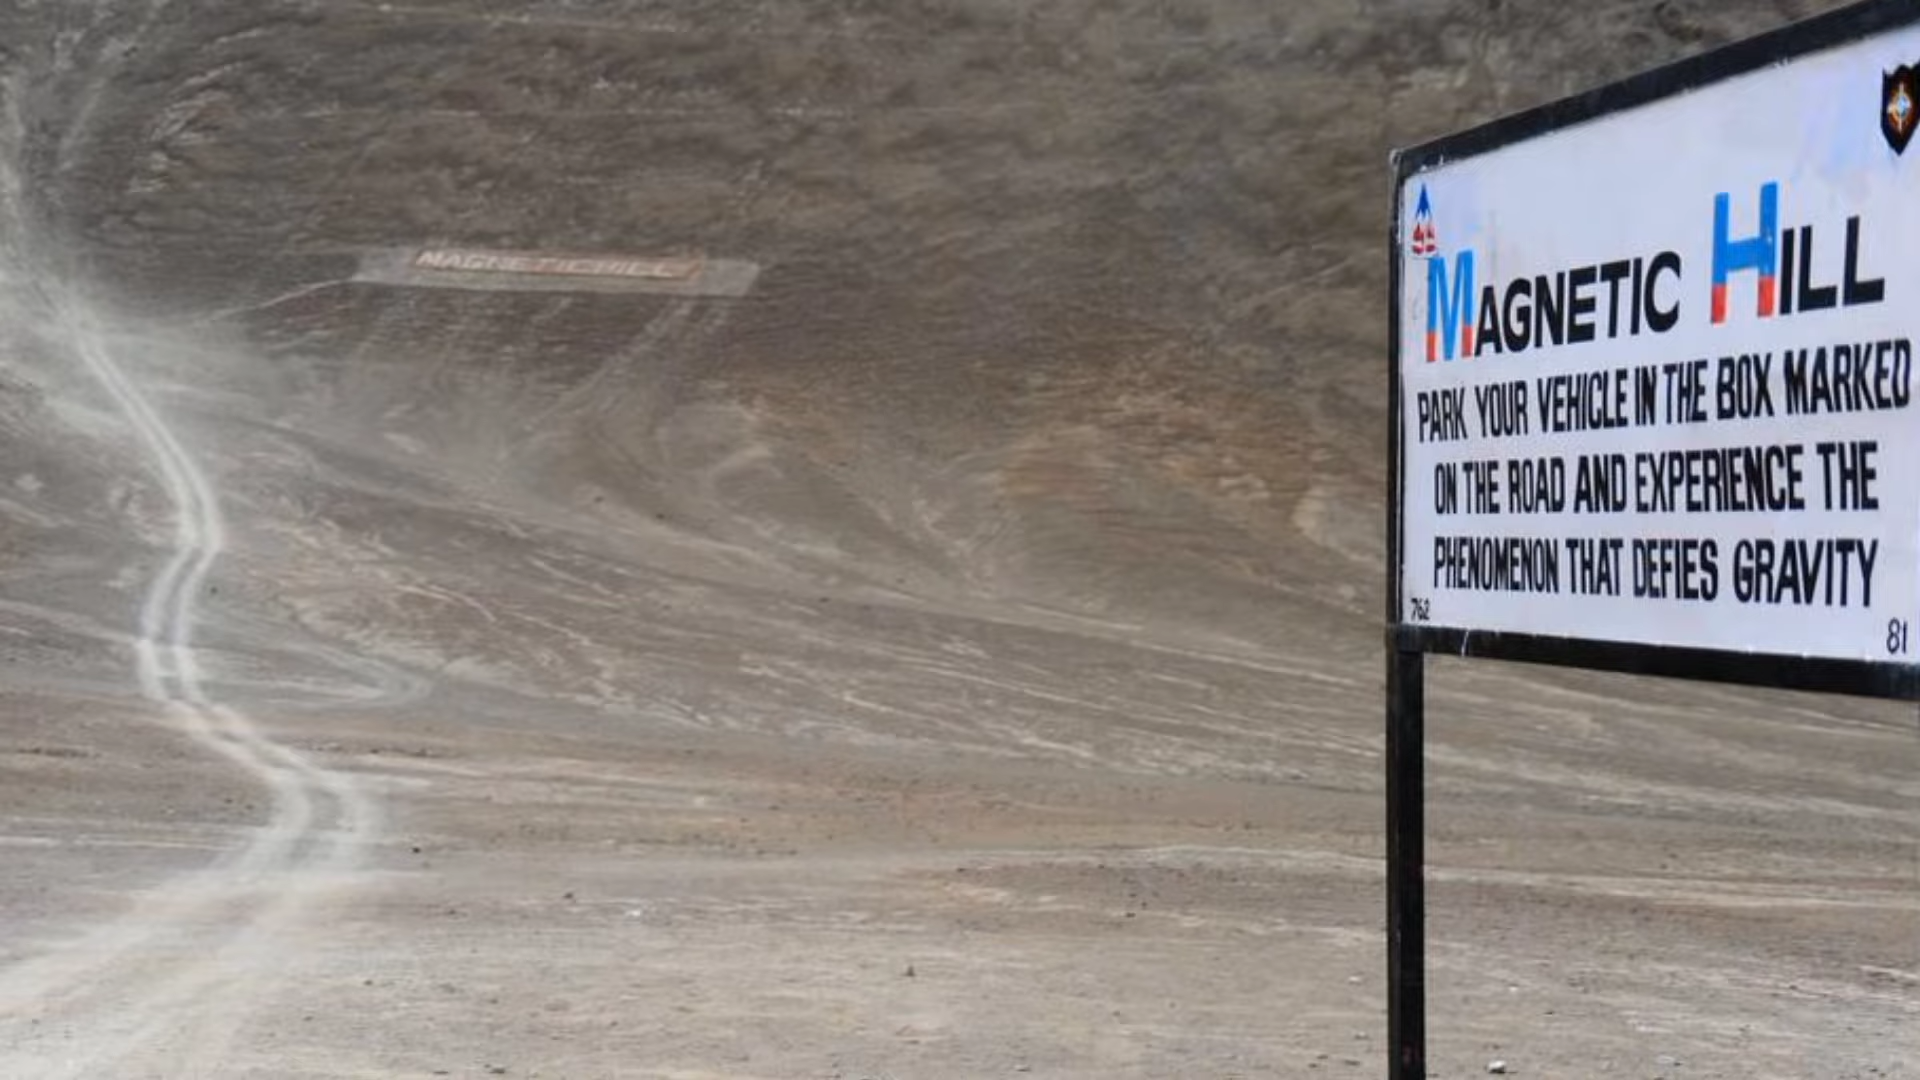 MAGNETIC HILL
MAGNETIC HILL
PARK YOUR VEHICLE IN THE BOX MARKED
ON THE ROAD AND EXPERIENCE THE
PHENOMENON THAT DEFIES GRAVITY
762
81